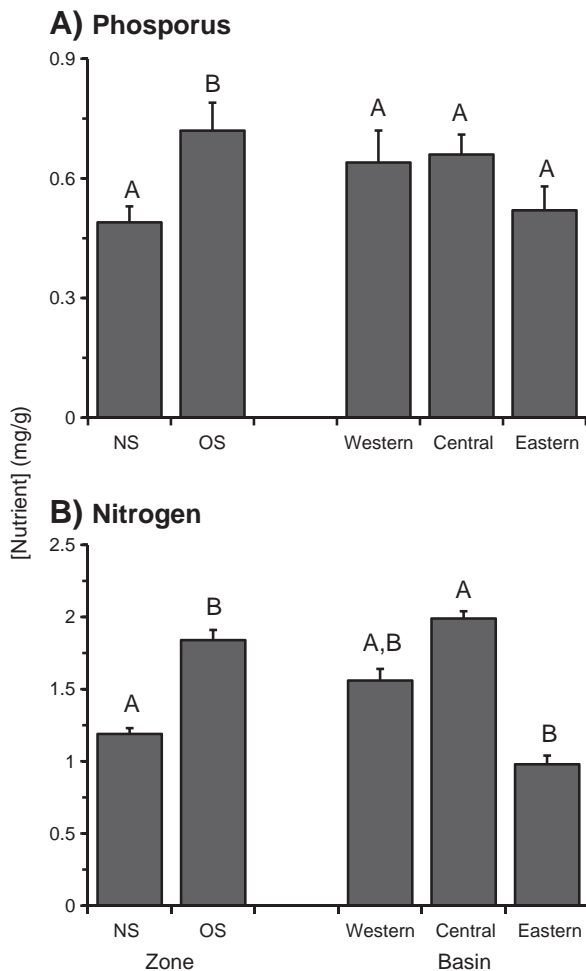 A) Phosporus
0.9
0.6
0.3
0
A
B
A
A
A
NS
OS
Western
Central
Eastern
[Nutrient] (mg/g)
B) Nitrogen
2.5
2
1.5
1
0.5
0
A
B
A,B
A
B
NS
OS
Western
Central
Eastern
Zone
Basin